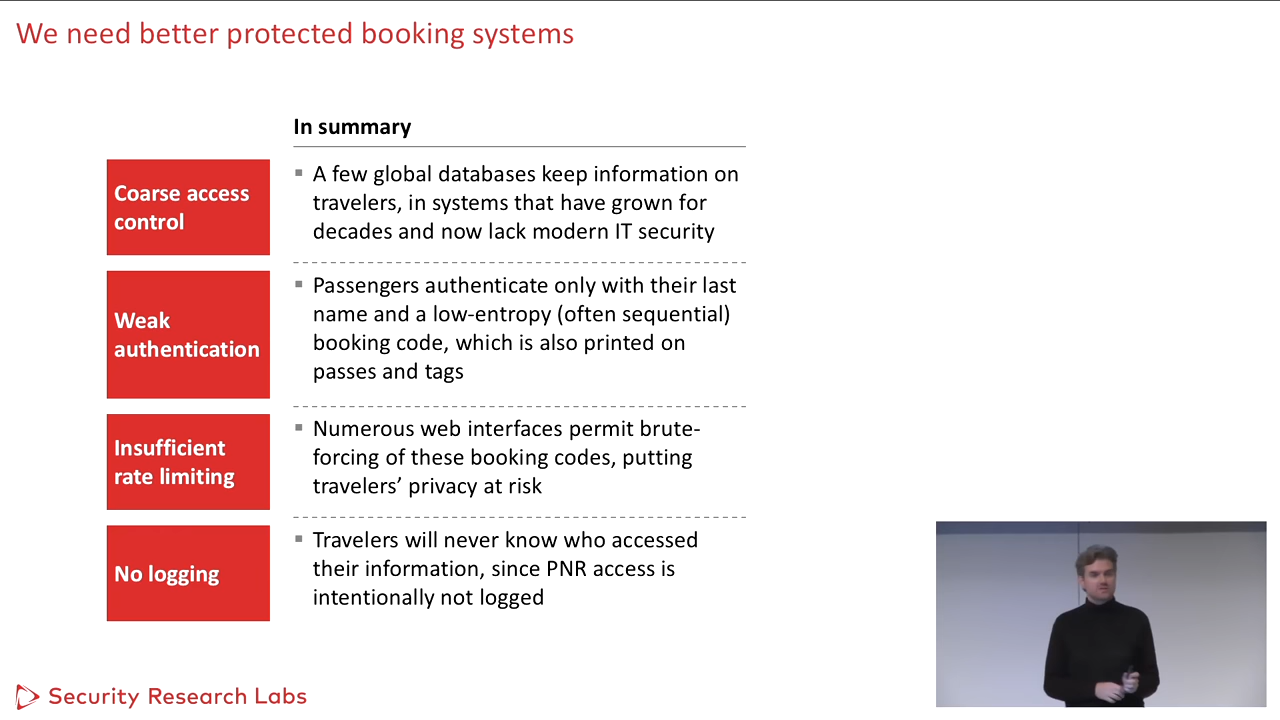 We need better protected booking systems
In summary
Coarse access
control
▪ A few global databases keep information on
travelers, in systems that have grown for
decades and now lack modern IT security
Weak
authentication
▪ Passengers authenticate only with their last
name and a low-entropy (often sequential)
booking code, which is also printed on
passes and tags
Insufficient
rate limiting
▪ Numerous web interfaces permit brute-
forcing of these booking codes, putting
travelers’ privacy at risk
No logging
▪ Travelers will never know who accessed
their information, since PNR access is
intentionally not logged
Security Research Labs